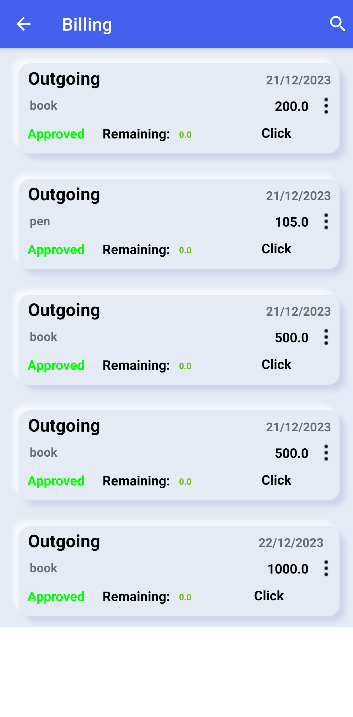 Billing
Outgoing 21/12/2023
book 200.0
Approved Remaining: 0.0 Click
Outgoing 21/12/2023
pen 105.0
Approved Remaining: 0.0 Click
Outgoing 21/12/2023
book 500.0
Approved Remaining: 0.0 Click
Outgoing 21/12/2023
book 500.0
Approved Remaining: 0.0 Click
Outgoing 22/12/2023
book 1000.0
Approved Remaining: 0.0 Click